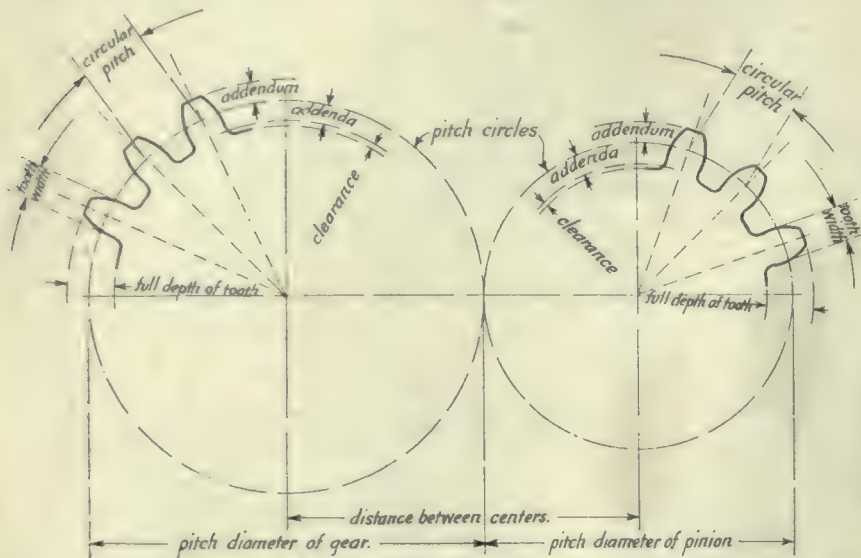 circular
pitch
addendum
addenda
tooth
width
clearance
full depth of tooth
pitch circles
circular
pitch
addendum
addenda
clearance
tooth
width
full depth of tooth
distance between centers.
pitch diameter of gear.
pitch diameter of pinion